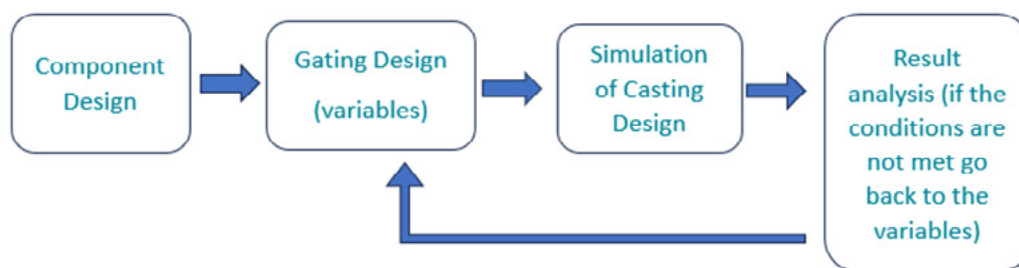 Component
Design
Gating Design
(variables)
Simulation
of Casting
Design
Result
analysis (if the
conditions are
not met go
back to the
variables)